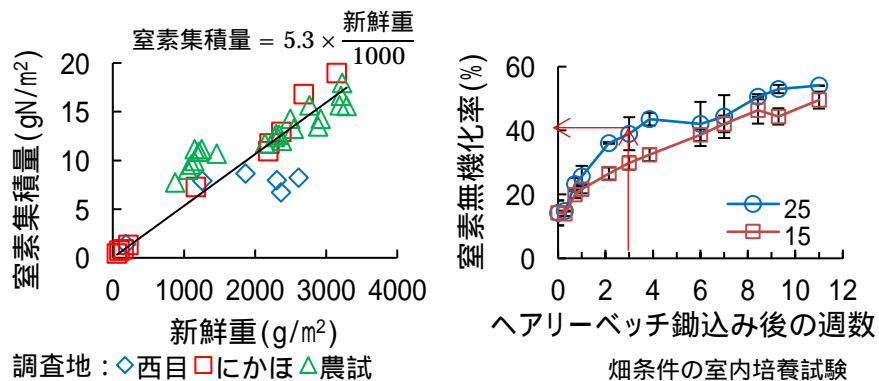 窒素集積量 = 5.3 × 新鮮重/1000
窒素集積量(gN/㎡)
20
15
10
5
0
0 1000 2000 3000 4000
新鮮重(g/㎡)
調査地：◇西目□にかほ△農試
窒素無機化率(%)
60
40
20
0
25
15
0 2 4 6 8 10 12
ヘアリーベッチ鋤込み後の週数
畑条件の室内培養試験